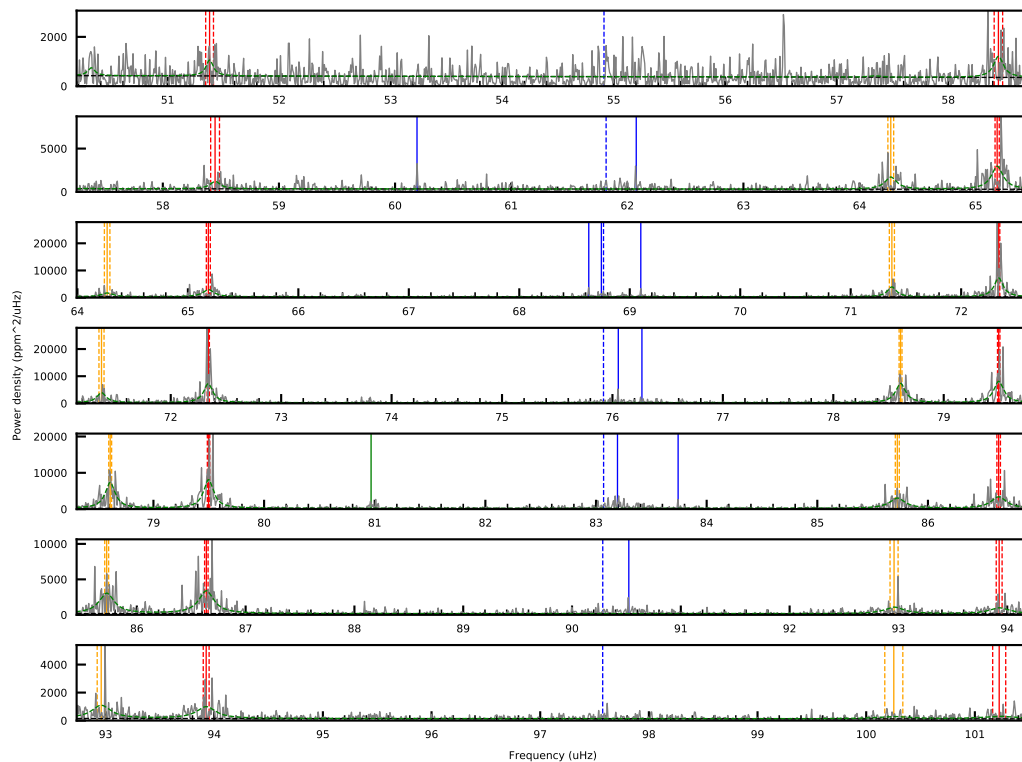 2000
0
51 52 53 54 55 56 57 58
5000
0
58 59 60 61 62 63 64 65
20000
10000
0
64 65 66 67 68 69 70 71 72
Power density (ppm^2/uHz)
20000
10000
0
72 73 74 75 76 77 78 79
20000
10000
0
79 80 81 82 83 84 85 86
10000
5000
0
86 87 88 89 90 91 92 93 94
4000
2000
0
93 94 95 96 97 98 99 100 101
Frequency (uHz)